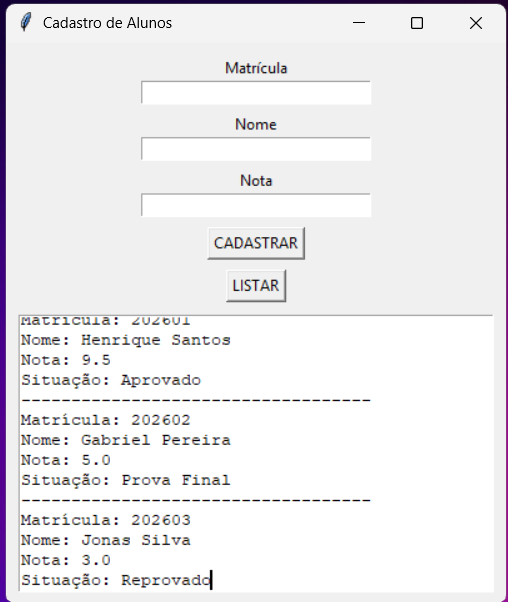 Cadastro de Alunos
Matrícula
Nome
Nota
CADASTRAR
LISTAR
Matrícula: 202601
Nome: Henrique Santos
Nota: 9.5
Situação: Aprovado
-----------------------------------
Matrícula: 202602
Nome: Gabriel Pereira
Nota: 5.0
Situação: Prova Final
-----------------------------------
Matrícula: 202603
Nome: Jonas Silva
Nota: 3.0
Situação: Reprovado